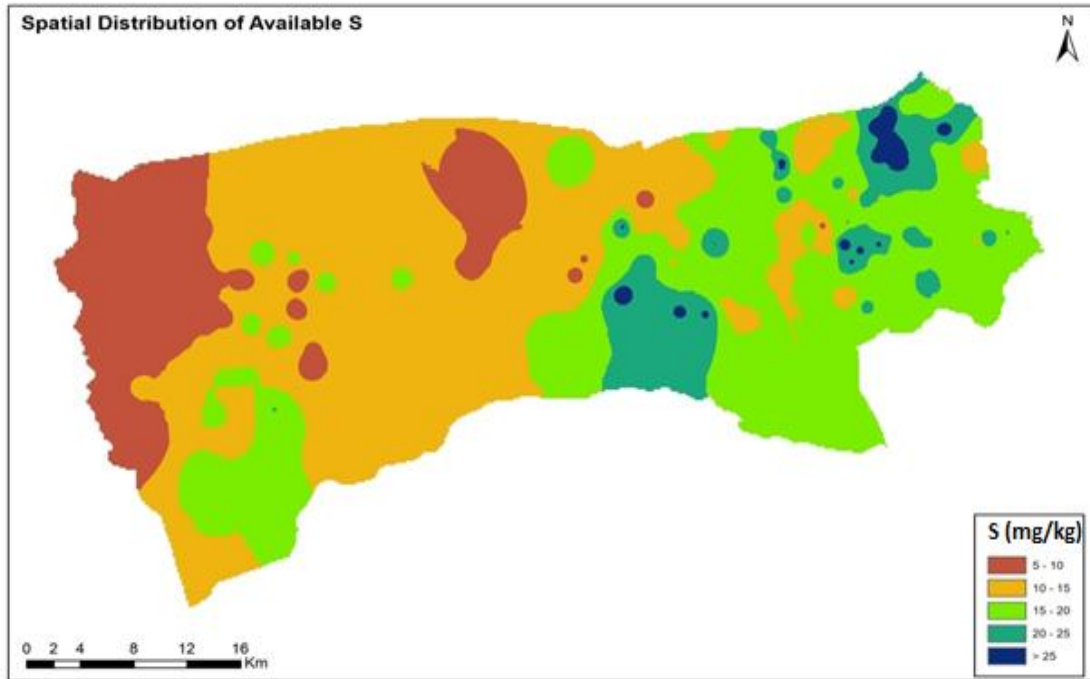 Spatial Distribution of Available S
N
S (mg/kg)
5 - 10
10 - 15
15 - 20
20 - 25
> 25
0 2 4 8 12 16
Km